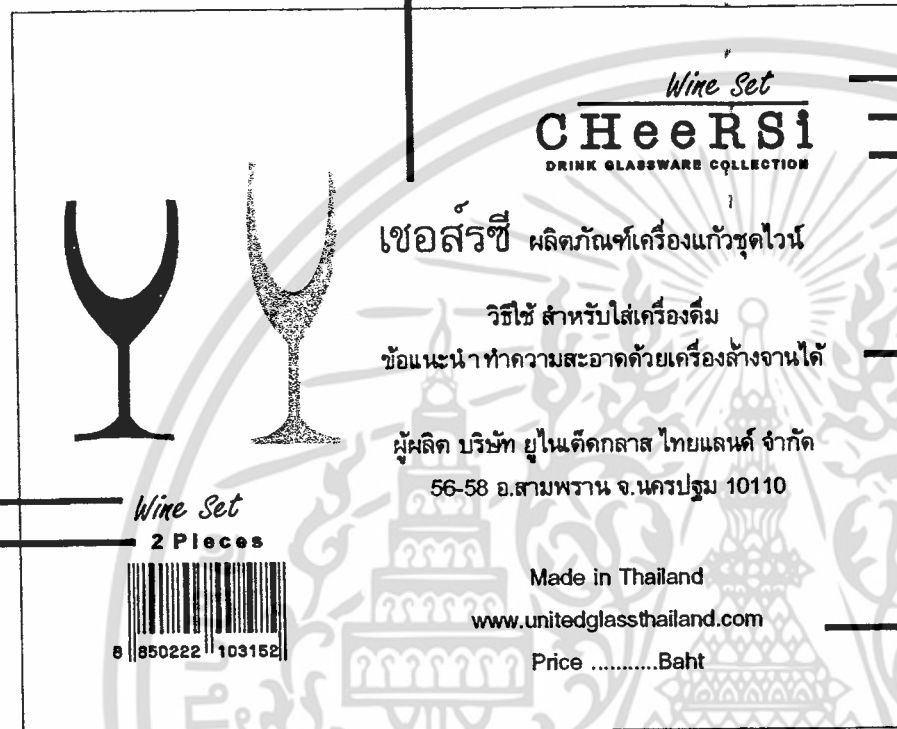 Wine Set
CHeeRSi
DRINK GLASSWARE COLLECTION
เชอส์รซี ผลิตภัณฑ์เครื่องแก้วชุดไวน์
วิธีใช้ สำหรับใส่เครื่องดื่ม
ข้อแนะนำ ทำความสะอาดด้วยเครื่องล้างจานได้
ผู้ผลิต บริษัท ยูไนเต็ดกลาส ไทยแลนด์ จำกัด
56-58 อ.สามพราน จ.นครปฐม 10110
Wine Set
2 Pieces
8 850222 103152
Made in Thailand
www.unitedglassthailand.com
Price ..........Baht